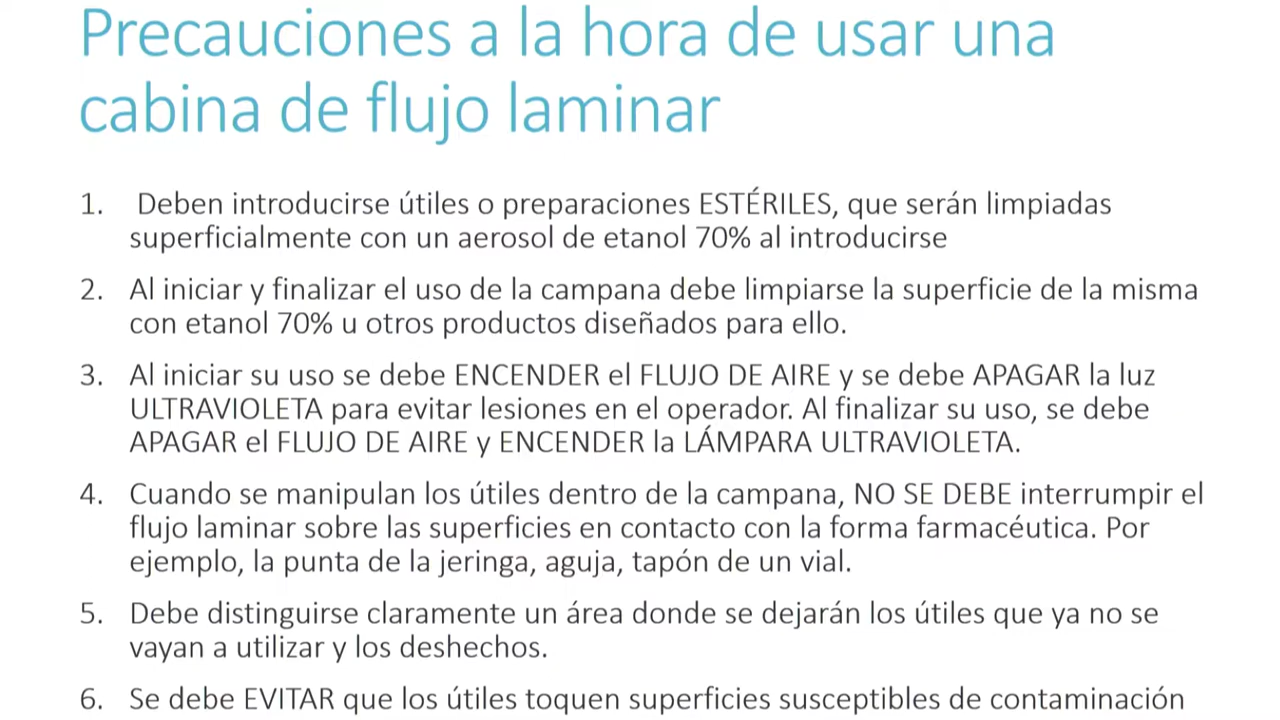 Precauciones a la hora de usar una
cabina de flujo laminar
1. Deben introducirse útiles o preparaciones ESTÉRILES, que serán limpiadas
superficialmente con un aerosol de etanol 70% al introducirse
2. Al iniciar y finalizar el uso de la campana debe limpiarse la superficie de la misma
con etanol 70% u otros productos diseñados para ello.
3. Al iniciar su uso se debe ENCENDER el FLUJO DE AIRE y se debe APAGAR la luz
ULTRAVIOLETA para evitar lesiones en el operador. Al finalizar su uso, se debe
APAGAR el FLUJO DE AIRE y ENCENDER la LÁMPARA ULTRAVIOLETA.
4. Cuando se manipulan los útiles dentro de la campana, NO SE DEBE interrumpir el
flujo laminar sobre las superficies en contacto con la forma farmacéutica. Por
ejemplo, la punta de la jeringa, aguja, tapón de un vial.
5. Debe distinguirse claramente un área donde se dejarán los útiles que ya no se
vayan a utilizar y los deshechos.
6. Se debe EVITAR que los útiles toquen superficies susceptibles de contaminación